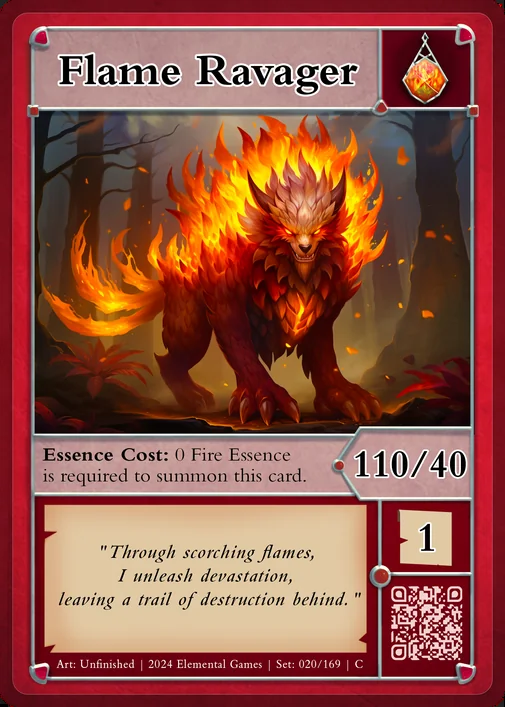 Flame Ravager
Essence Cost: 0 Fire Essence
is required to summon this card.
110/40
"Through scorching flames,
I unleash devastation,
leaving a trail of destruction behind."
1
Art: Unfinished | 2024 Elemental Games | Set: 020/169 | C